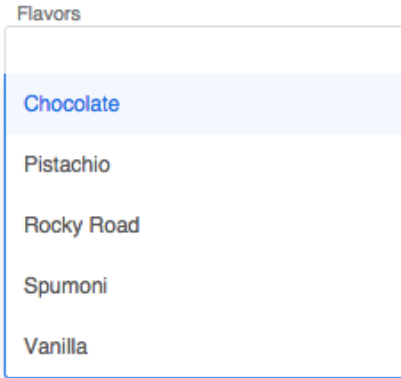 Flavors
Chocolate
Pistachio
Rocky Road
Spumoni
Vanilla